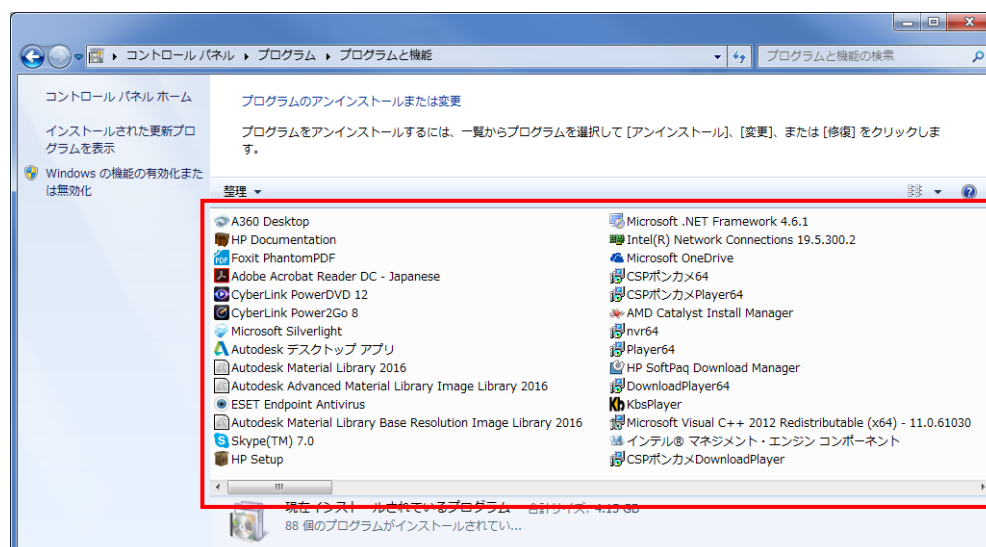 コントロール パネル ▸ プログラム ▸ プログラムと機能
プログラムと機能の検索
コントロール パネル ホーム
インストールされた更新プロ
グラムを表示
Windows の機能の有効化また
は無効化
プログラムのアンインストールまたは変更
プログラムをアンインストールするには、一覧からプログラムを選択して [アンインストール]、[変更]、または [修復] をクリックしま
す。
整理
A360 Desktop
HP Documentation
Foxit PhantomPDF
Adobe Acrobat Reader DC - Japanese
CyberLink PowerDVD 12
CyberLink Power2Go 8
Microsoft Silverlight
Autodesk デスクトップ アプリ
Autodesk Material Library 2016
Autodesk Advanced Material Library Image Library 2016
ESET Endpoint Antivirus
Autodesk Material Library Base Resolution Image Library 2016
Skype(TM) 7.0
HP Setup
Microsoft .NET Framework 4.6.1
Intel(R) Network Connections 19.5.300.2
Microsoft OneDrive
CSPポンカメ64
CSPポンカメPlayer64
AMD Catalyst Install Manager
nvr64
Player64
HP SoftPaq Download Manager
DownloadPlayer64
KbsPlayer
Microsoft Visual C++ 2012 Redistributable (x64) - 11.0.61030
インテル® マネジメント・エンジン コンポーネント
CSPポンカメDownloadPlayer
現在インストールされているプログラム 合計サイズ: 4.15 GB
88 個のプログラムがインストールされてい...